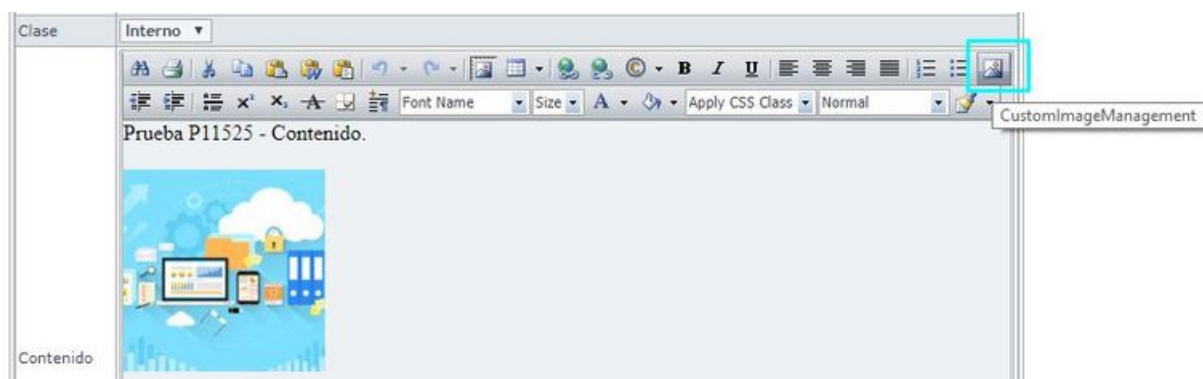 Clase
Interno
B I U
Font Name Size A Apply CSS Class Normal
CustomImageManagement
Prueba P11525 - Contenido.
Contenido